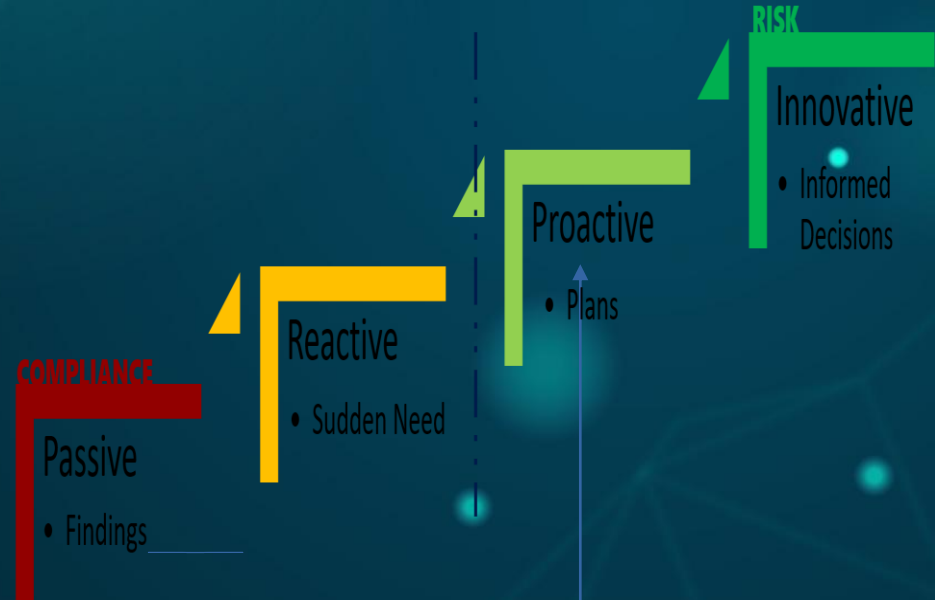 RISK
Innovative
• Informed
Decisions
Proactive
• Plans
Reactive
• Sudden Need
COMPLIANCE
Passive
• Findings